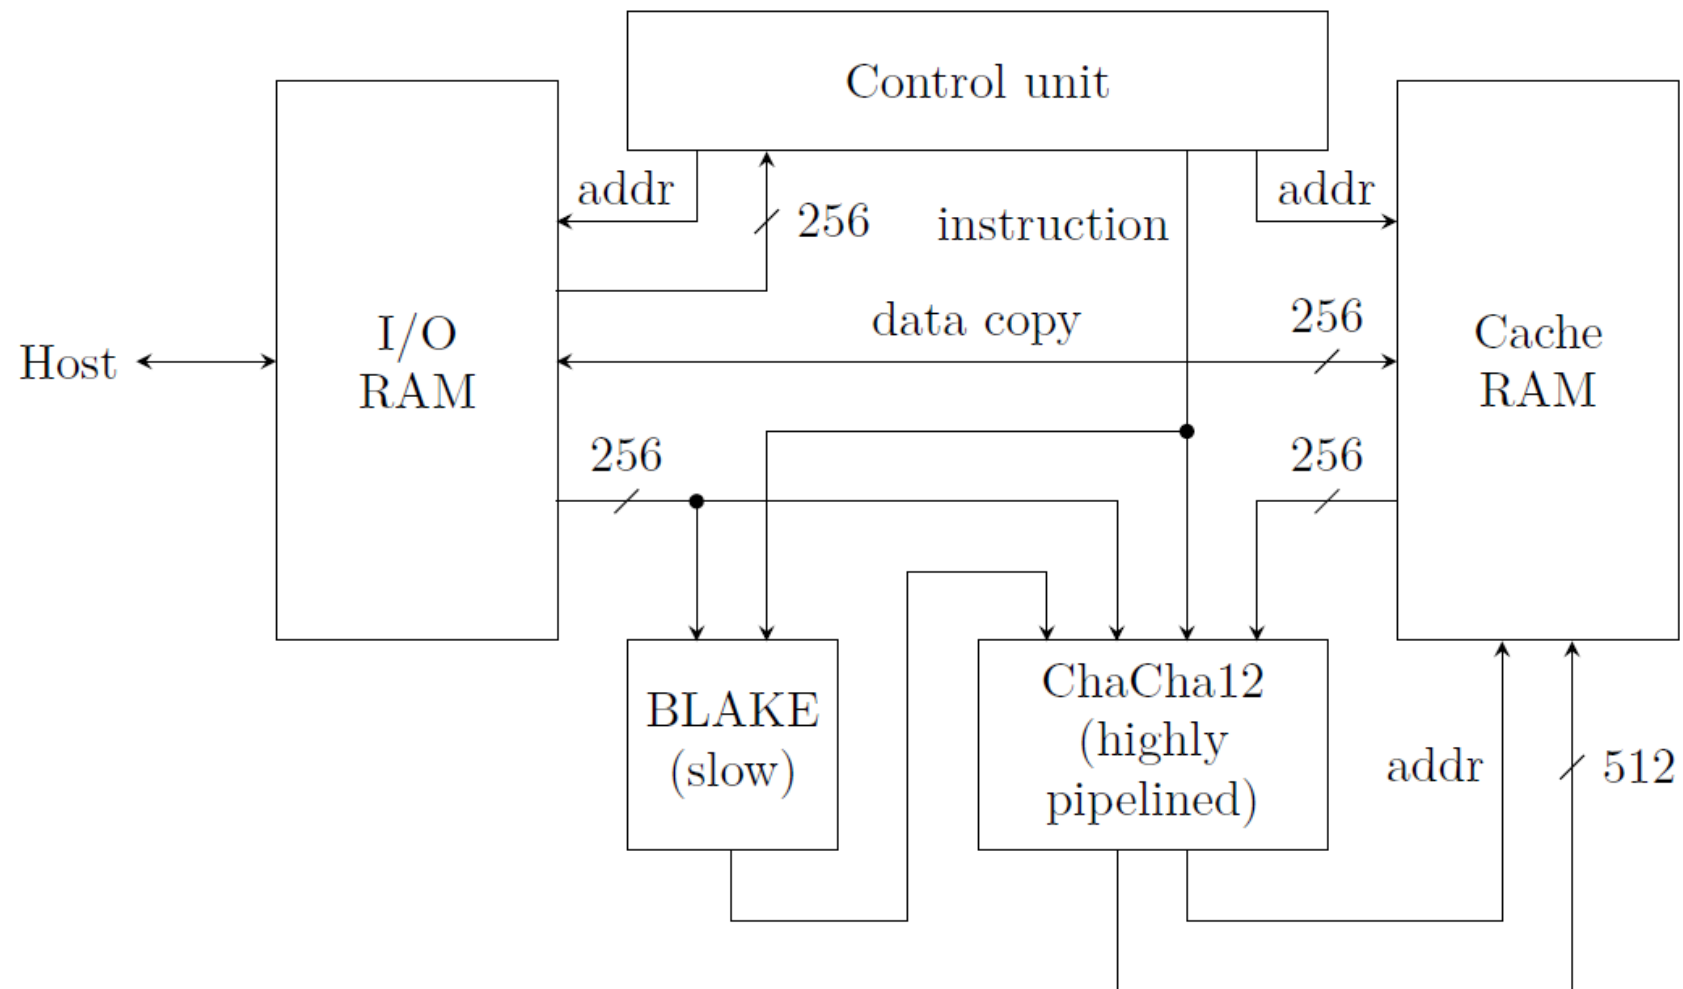 Control unit
addr
addr
256
instruction
data copy
256
I/O
RAM
Host
Cache
RAM
256
256
BLAKE
(slow)
ChaCha12
(highly
pipelined)
addr
512